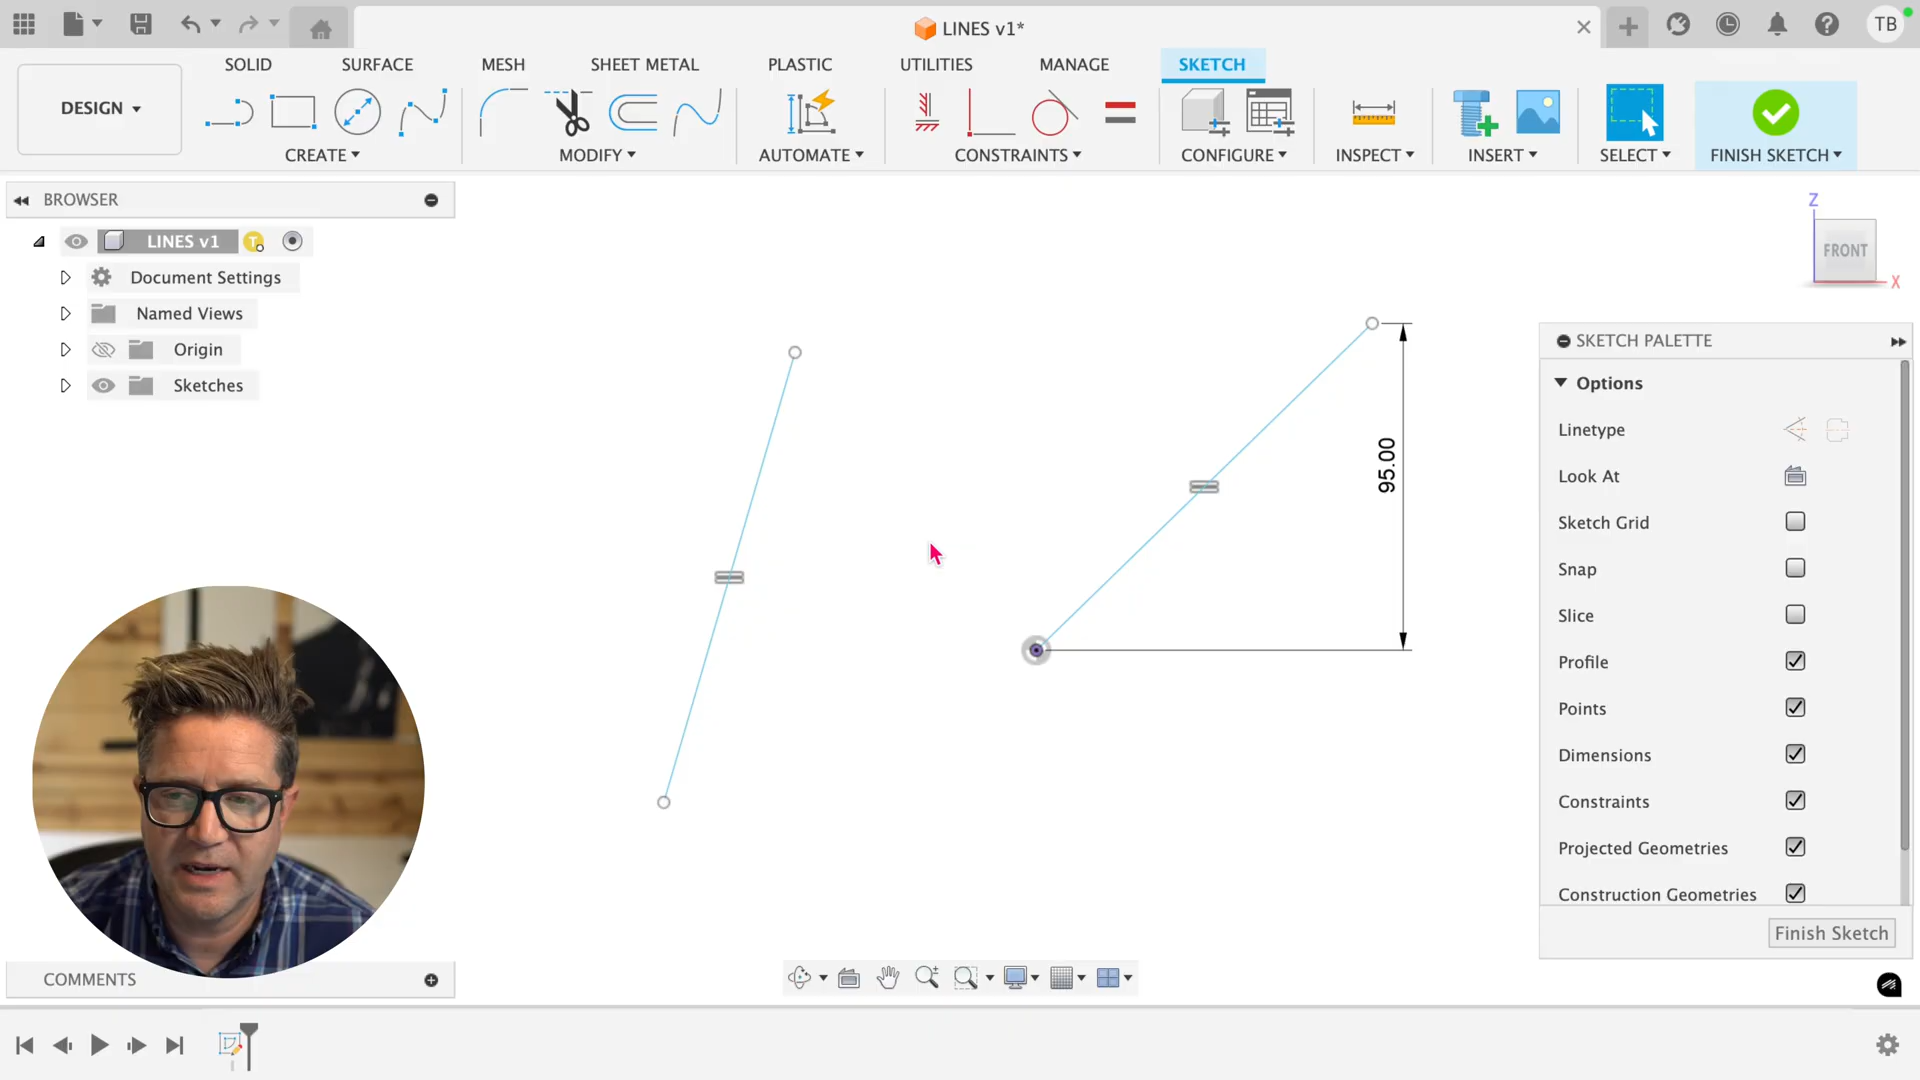 LINES v1*
TB
SOLID
SURFACE
MESH
SHEET METAL
PLASTIC
UTILITIES
MANAGE
SKETCH
DESIGN
CREATE
MODIFY
AUTOMATE
CONSTRAINTS
CONFIGURE
INSPECT
INSERT
SELECT
FINISH SKETCH
BROWSER
LINES v1
T
Document Settings
Named Views
Origin
Sketches
Z
FRONT
X
95.00
SKETCH PALETTE
Options
Linetype
Look At
Sketch Grid
Snap
Slice
Profile
Points
Dimensions
Constraints
Projected Geometries
Construction Geometries
Finish Sketch
COMMENTS